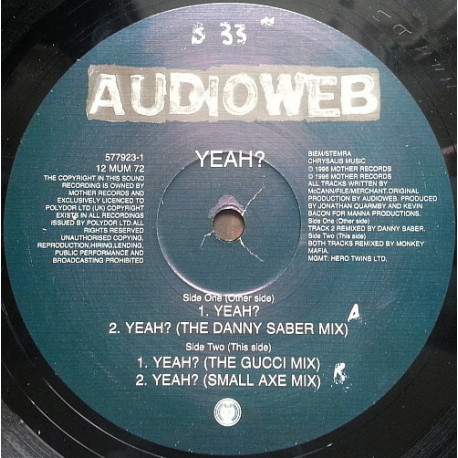 S 33
AUDIOWEB
577923-1
12 MUM 72
THE COPYRIGHT IN THIS SOUND
RECORDING IS OWNED BY
MOTHER RECORDS AND
EXCLUSIVELY LICENCED TO
POLYDOR LTD (UK) COPYRIGHT
EXISTS IN ALL RECORDINGS
ISSUED BY POLYDOR LTD.ALL
RIGHTS RESERVED
UNAUTHORISED COPYING,
REPRODUCTION,HIRING,LENDING,
PUBLIC PERFORMANCE AND
BROADCASTING PROHIBITED
YEAH?
BIEM/STEMRA
CHRYSALIS MUSIC
℗ 1996 MOTHER RECORDS
© 1996 MOTHER RECORDS
ALL TRACKS WRITTEN BY
McCANN/FILE/MERCHANT.ORIGINAL
PRODUCTION BY AUDIOWEB. PRODUCED
BY JONATHAN QUARMBY AND KEVIN
BACON FOR MANNA PRODUCTIONS.
Side One (Other side)
TRACK 2 REMIXED BY DANNY SABER.
Side Two (This side)
BOTH TRACKS REMIXED BY MONKEY
MAFIA.
MGMT: HERO TWINS LTD.
Side One (Other side)
1. YEAH?
2. YEAH? (THE DANNY SABER MIX)
A
Side Two (This side)
1. YEAH? (THE GUCCI MIX)
2. YEAH? (SMALL AXE MIX)